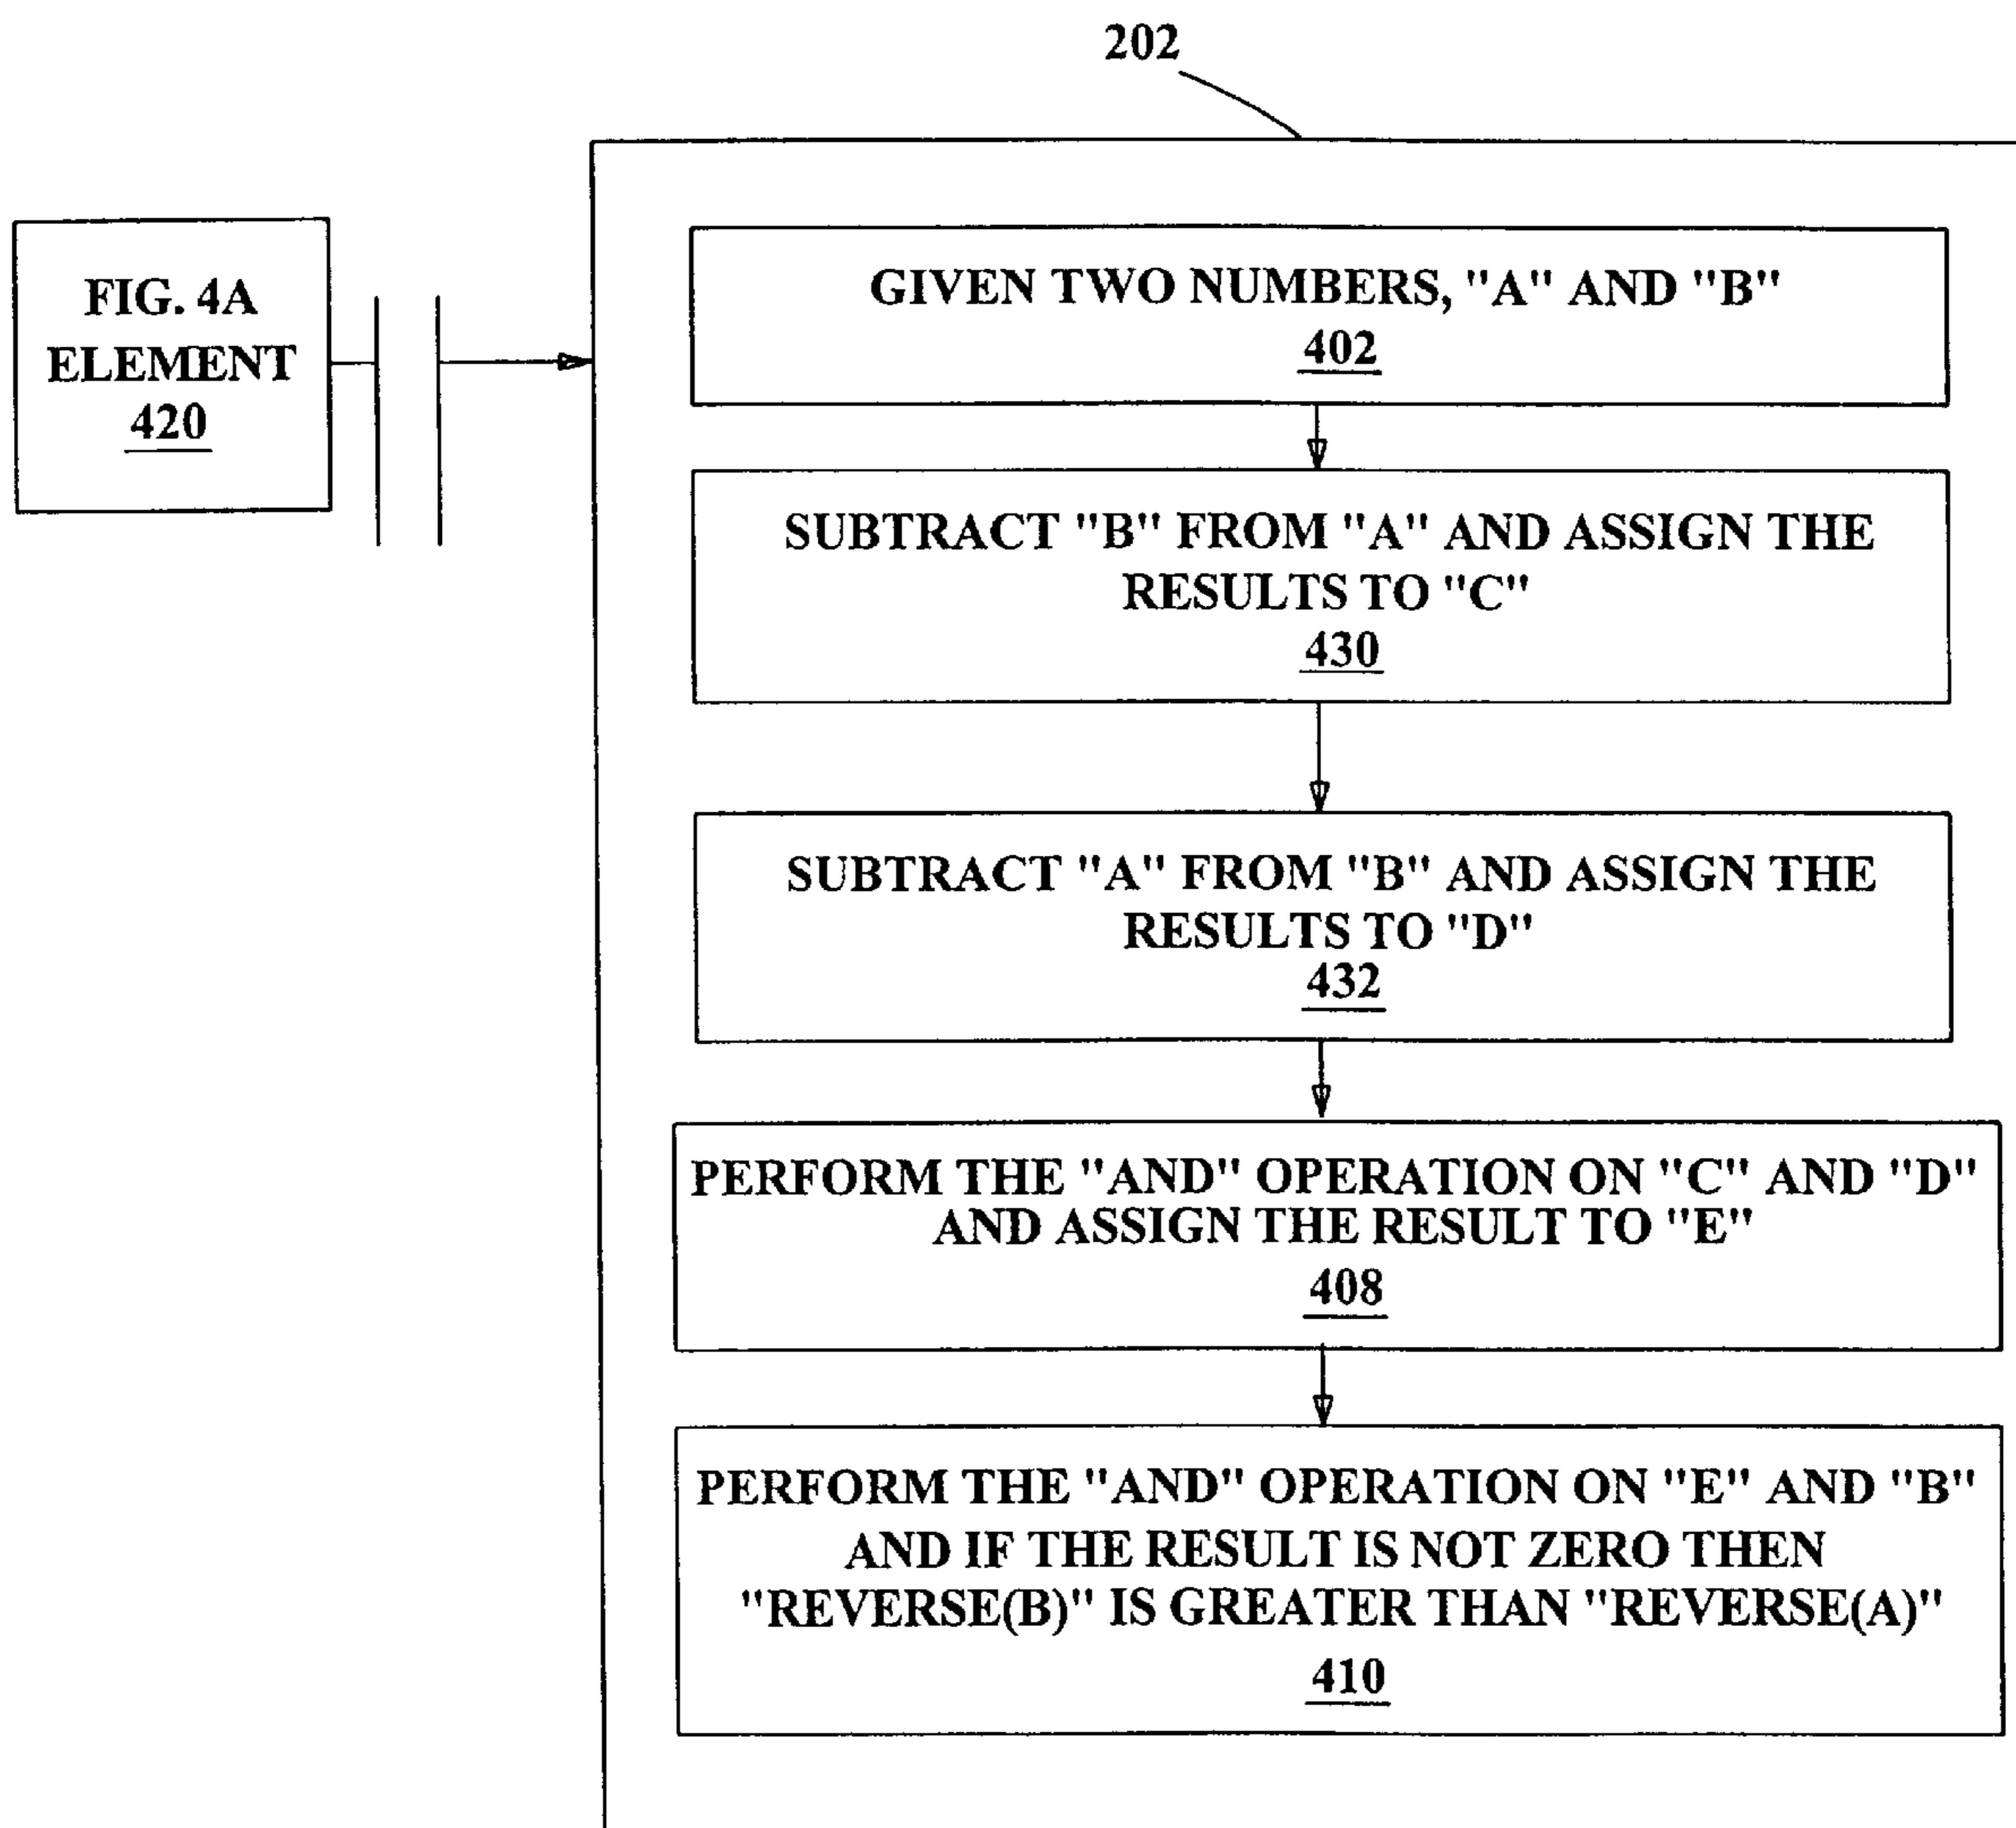 202
FIG. 4A
ELEMENT
420
GIVEN TWO NUMBERS, "A" AND "B"
402
SUBTRACT "B" FROM "A" AND ASSIGN THE
RESULTS TO "C"
430
SUBTRACT "A" FROM "B" AND ASSIGN THE
RESULTS TO "D"
432
PERFORM THE "AND" OPERATION ON "C" AND "D"
AND ASSIGN THE RESULT TO "E"
408
PERFORM THE "AND" OPERATION ON "E" AND "B"
AND IF THE RESULT IS NOT ZERO THEN
"REVERSE(B)" IS GREATER THAN "REVERSE(A)"
410